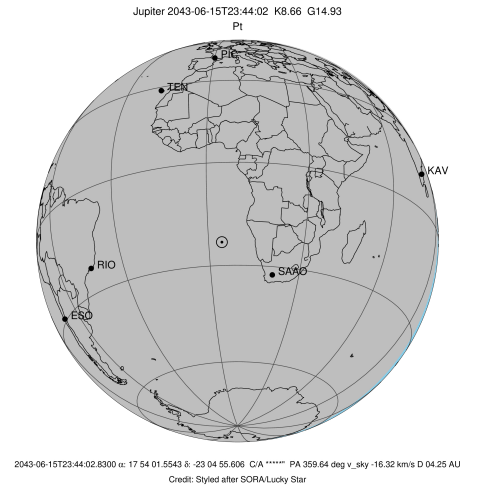 Jupiter 2043-06-15T23:44:02 K8.66 G14.93
Pt
PIC
TEN
KAV
RIO
SAAO
ESO
2043-06-15T23:44:02.8300 α: 17 54 01.5543 δ: -23 04 55.606 C/A *****" PA 359.64 deg v_sky -16.32 km/s D 04.25 AU
Credit: Styled after SORA/Lucky Star